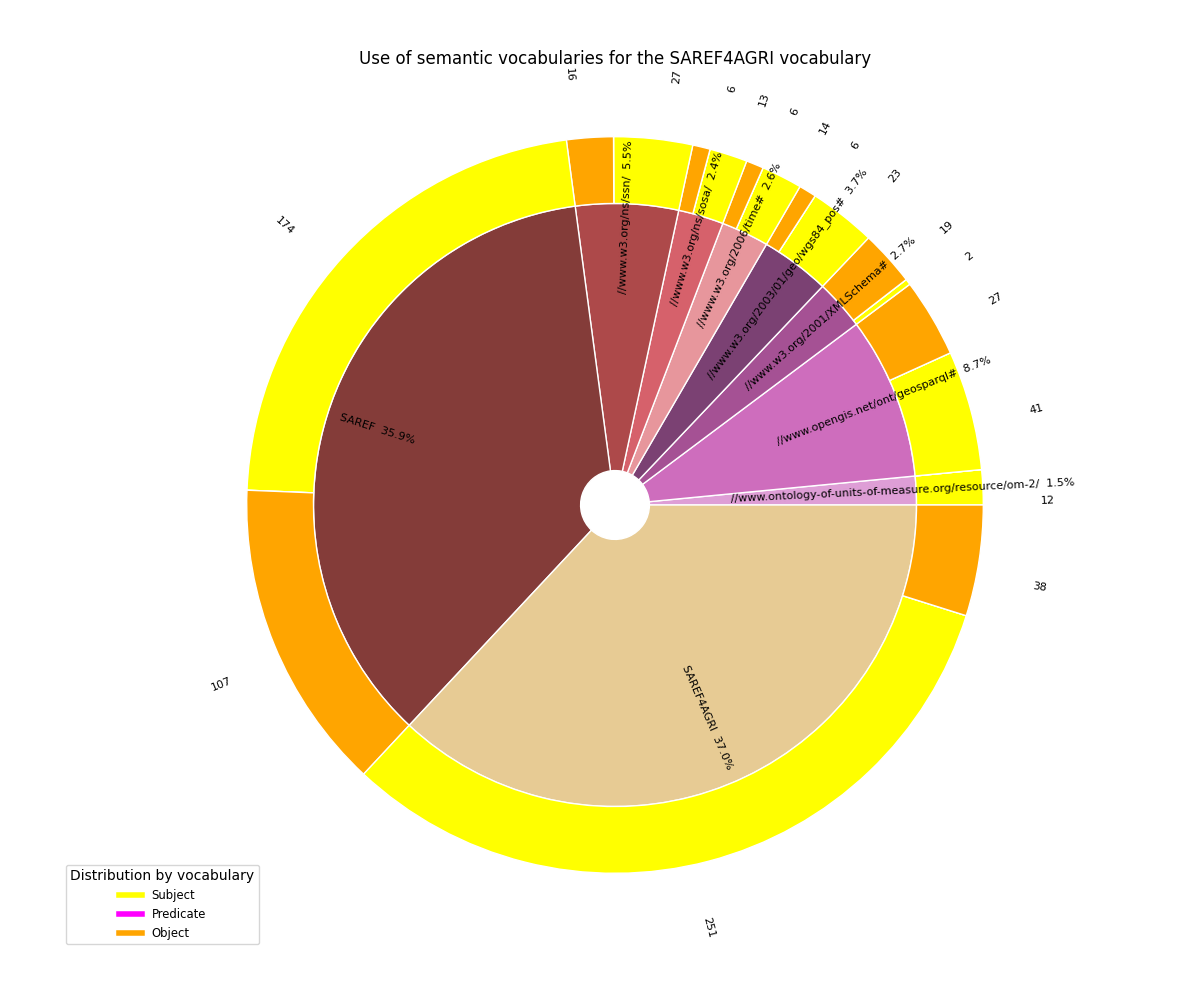 Use of semantic vocabularies for the SAREF4AGRI vocabulary
16
27
6
13
6
14
6
23
19
2
27
41
12
38
251
107
174
//www.w3.org/ns/ssn/ 5.5%
//www.w3.org/ns/sosa/ 2.4%
//www.w3.org/2006/time# 2.6%
//www.w3.org/2003/01/geo/wgs84_pos# 3.7%
//www.w3.org/2001/XMLSchema# 2.7%
//www.opengis.net/ont/geosparql# 8.7%
//www.ontology-of-units-of-measure.org/resource/om-2/ 1.5%
SAREF 35.9%
SAREF4AGRI 37.0%
Distribution by vocabulary
Subject
Predicate
Object